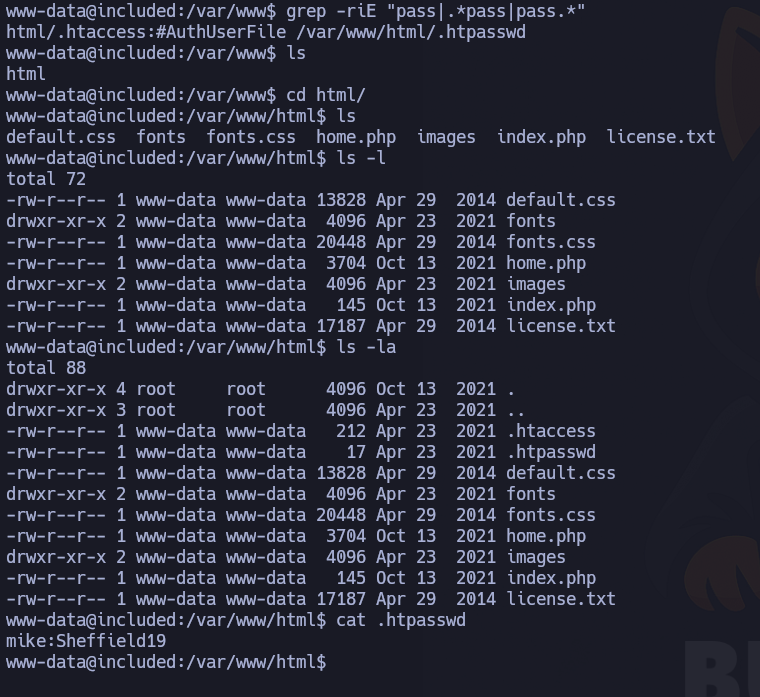 www-data@included:/var/www$ grep -riE "pass|.*pass|pass.*"
html/.htaccess:#AuthUserFile /var/www/html/.htpasswd
www-data@included:/var/www$ ls
html
www-data@included:/var/www$ cd html/
www-data@included:/var/www/html$ ls
default.css  fonts  fonts.css  home.php  images  index.php  license.txt
www-data@included:/var/www/html$ ls -l
total 72
-rw-r--r-- 1 www-data www-data 13828 Apr 29  2014 default.css
drwxr-xr-x 2 www-data www-data  4096 Apr 23  2021 fonts
-rw-r--r-- 1 www-data www-data 20448 Apr 29  2014 fonts.css
-rw-r--r-- 1 www-data www-data  3704 Oct 13  2021 home.php
drwxr-xr-x 2 www-data www-data  4096 Apr 23  2021 images
-rw-r--r-- 1 www-data www-data   145 Oct 13  2021 index.php
-rw-r--r-- 1 www-data www-data 17187 Apr 29  2014 license.txt
www-data@included:/var/www/html$ ls -la
total 88
drwxr-xr-x 4 root     root      4096 Oct 13  2021 .
drwxr-xr-x 3 root     root      4096 Apr 23  2021 ..
-rw-r--r-- 1 www-data www-data   212 Apr 23  2021 .htaccess
-rw-r--r-- 1 www-data www-data    17 Apr 23  2021 .htpasswd
-rw-r--r-- 1 www-data www-data 13828 Apr 29  2014 default.css
drwxr-xr-x 2 www-data www-data  4096 Apr 23  2021 fonts
-rw-r--r-- 1 www-data www-data 20448 Apr 29  2014 fonts.css
-rw-r--r-- 1 www-data www-data  3704 Oct 13  2021 home.php
drwxr-xr-x 2 www-data www-data  4096 Apr 23  2021 images
-rw-r--r-- 1 www-data www-data   145 Oct 13  2021 index.php
-rw-r--r-- 1 www-data www-data 17187 Apr 29  2014 license.txt
www-data@included:/var/www/html$ cat .htpasswd
mike:Sheffield19
www-data@included:/var/www/html$